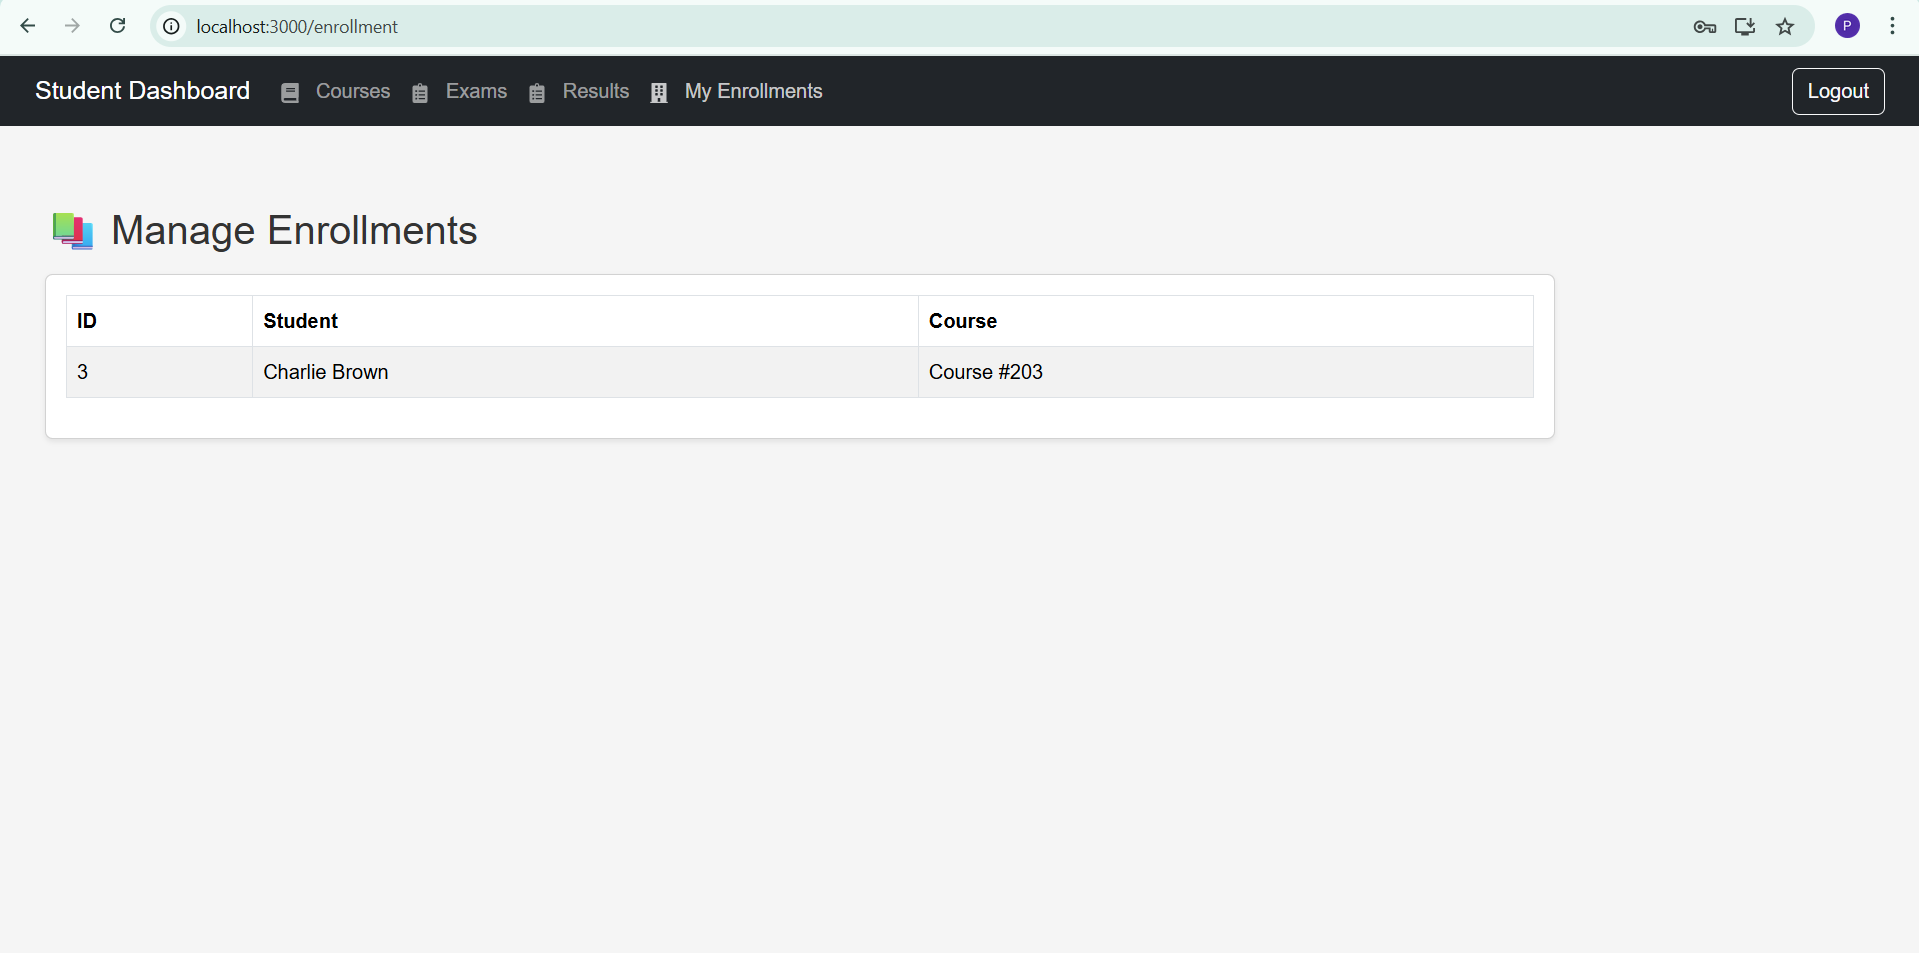 localhost:3000/enrollment
P
Student Dashboard Courses Exams Results My Enrollments Logout
Manage Enrollments
ID Student Course
3 Charlie Brown Course #203